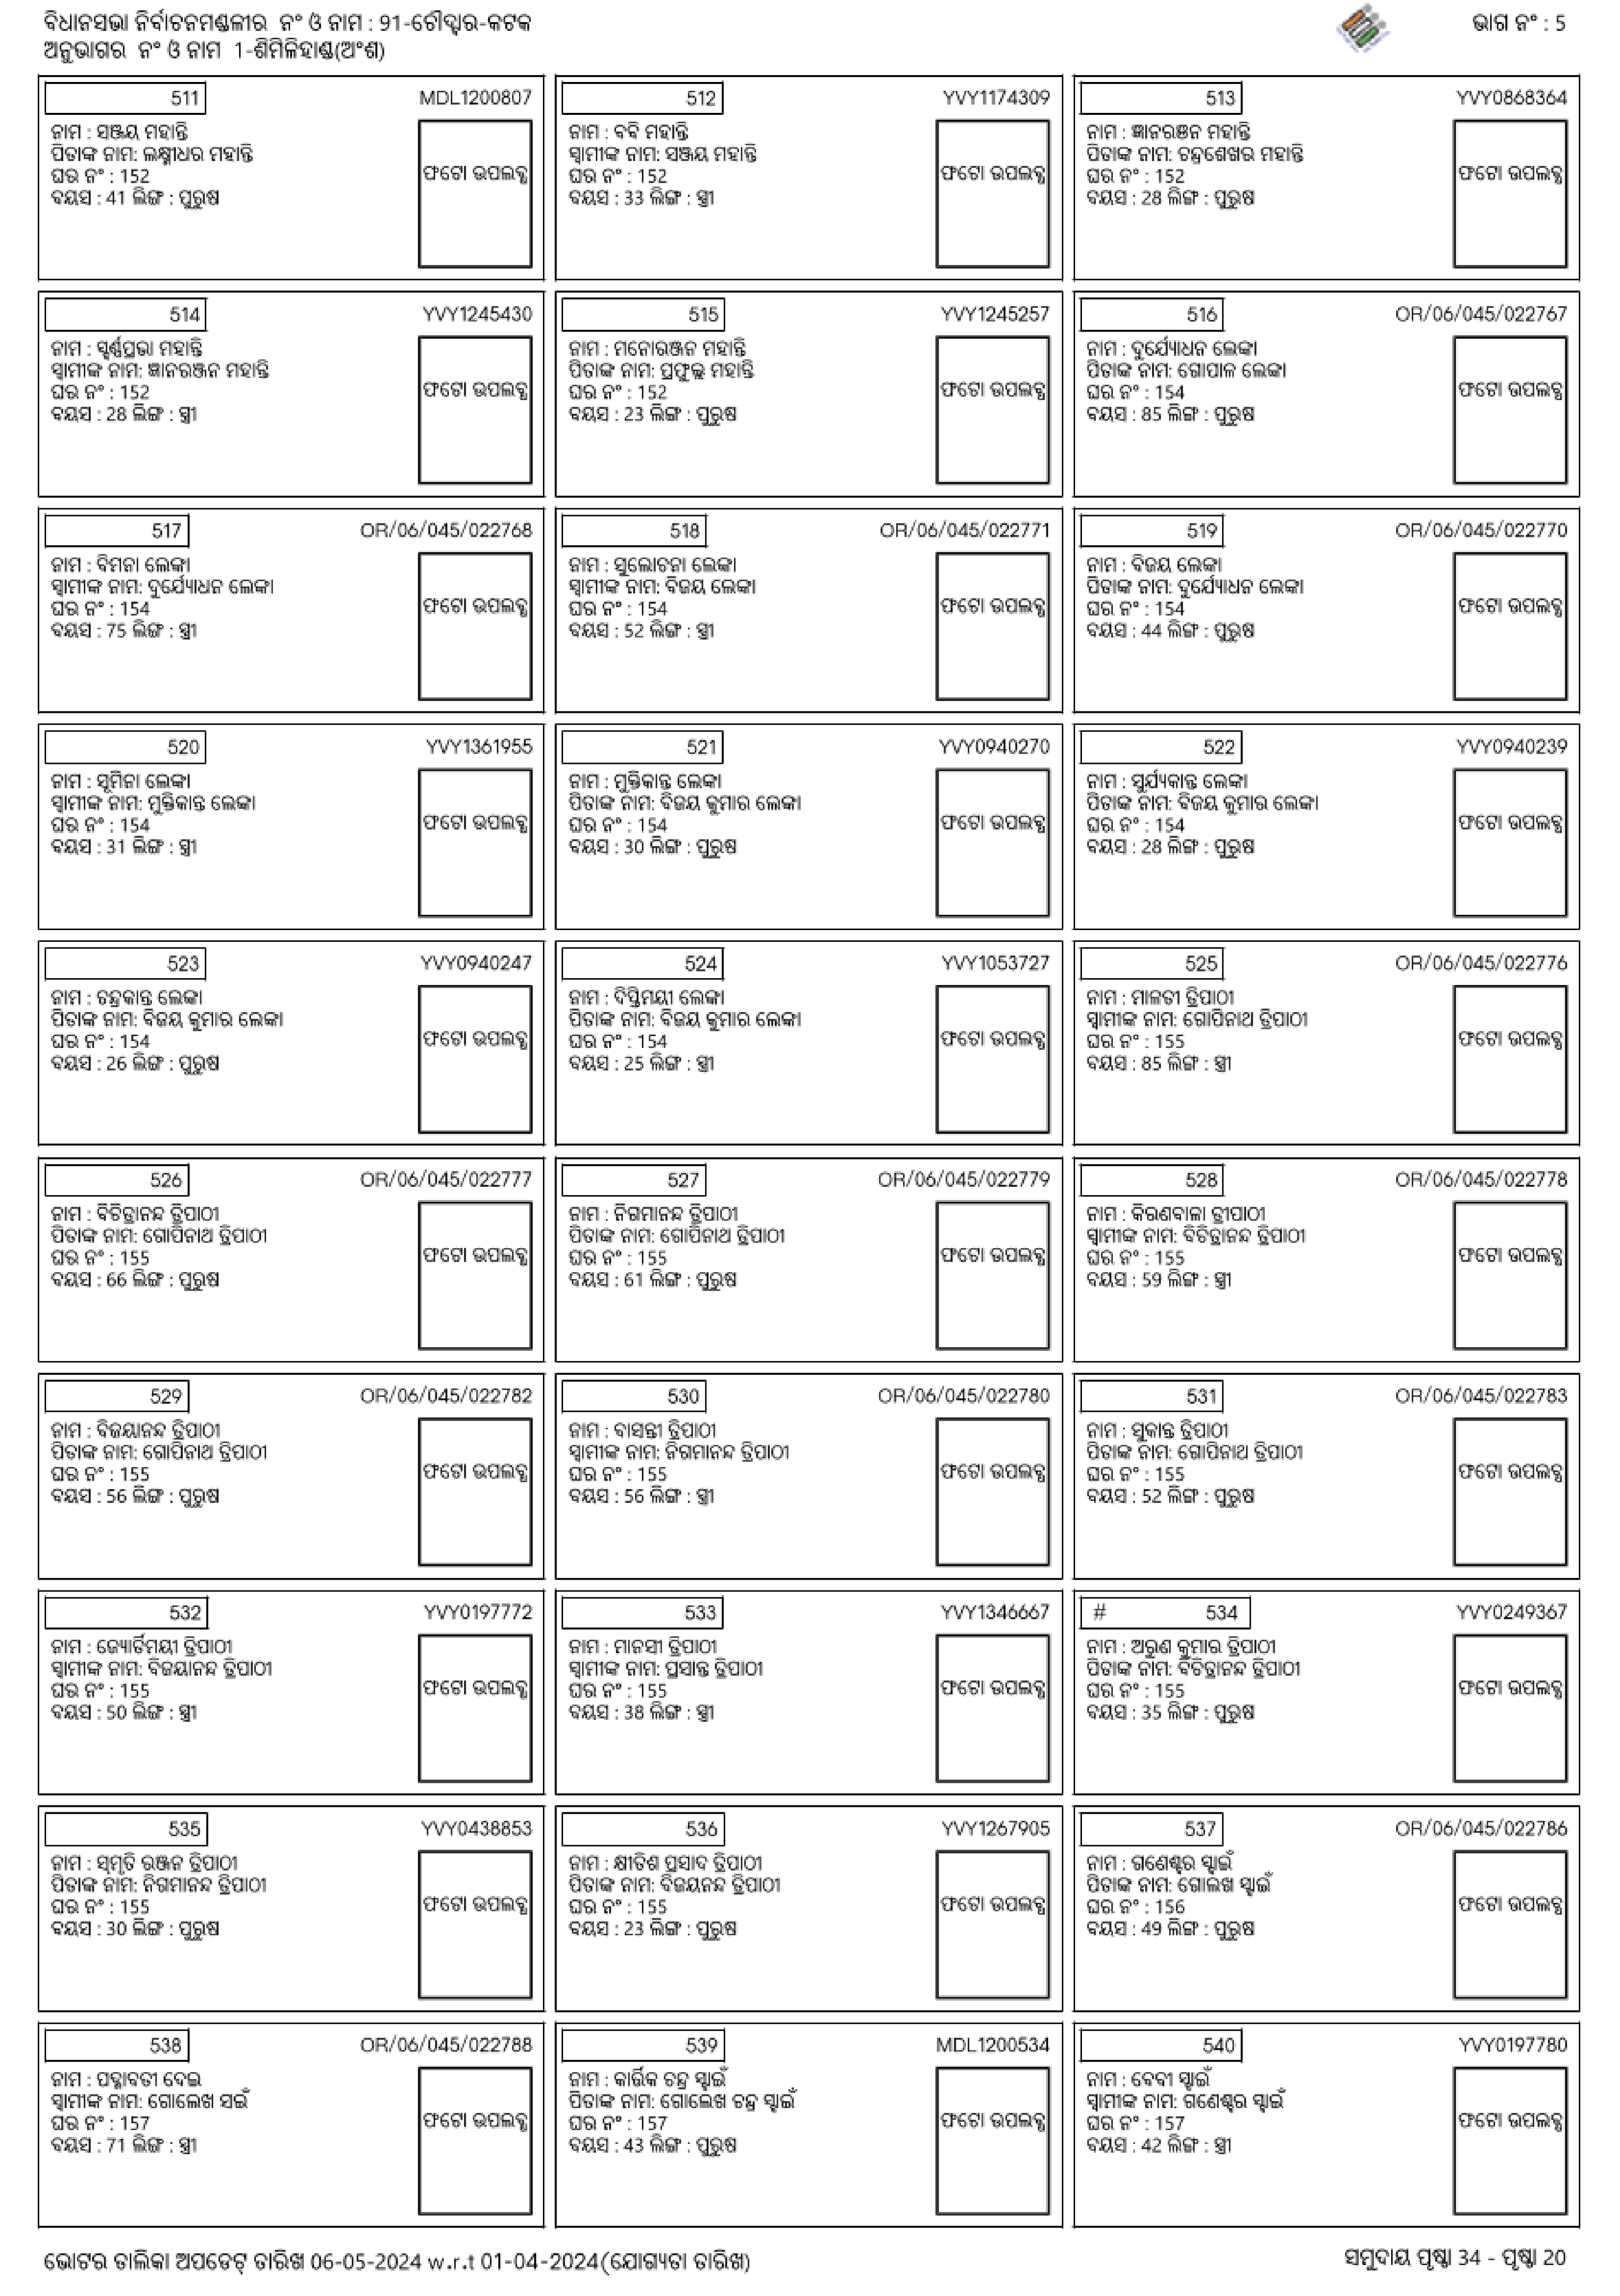 ବିଧାନସଭା ନିର୍ବାଚନମଣ୍ଡଳୀର ନଂ ଓ ନାମ : 91-ଚୌଦ୍ୱାର-କଟକ
ଅନୁଭାଗର ନଂ ଓ ନାମ 1-ଶିମିଳିହାଣ୍ଡ(ଅଂଶ)
ଭାଗ ନଂ : 5
511 MDL1200807
ନାମ : ସଞ୍ଜୟ ମହାନ୍ତି
ପିତାଙ୍କ ନାମ: ଲକ୍ଷ୍ମୀଧର ମହାନ୍ତି
ଘର ନଂ : 152
ବୟସ : 41 ଲିଙ୍ଗ : ପୁରୁଷ
ଫଟୋ ଉପଲବ୍ଧ
512 YVY1174309
ନାମ : ବବି ମହାନ୍ତି
ସ୍ୱାମୀଙ୍କ ନାମ: ସଞ୍ଜୟ ମହାନ୍ତି
ଘର ନଂ : 152
ବୟସ : 33 ଲିଙ୍ଗ : ସ୍ତ୍ରୀ
ଫଟୋ ଉପଲବ୍ଧ
513 YVY0868364
ନାମ : ଜ୍ଞାନରଞ୍ଜନ ମହାନ୍ତି
ପିତାଙ୍କ ନାମ: ଚନ୍ଦ୍ରଶେଖର ମହାନ୍ତି
ଘର ନଂ : 152
ବୟସ : 28 ଲିଙ୍ଗ : ପୁରୁଷ
ଫଟୋ ଉପଲବ୍ଧ
514 YVY1245430
ନାମ : ସ୍ୱର୍ଣ୍ଣପ୍ରଭା ମହାନ୍ତି
ସ୍ୱାମୀଙ୍କ ନାମ: ଜ୍ଞାନରଞ୍ଜନ ମହାନ୍ତି
ଘର ନଂ : 152
ବୟସ : 28 ଲିଙ୍ଗ : ସ୍ତ୍ରୀ
ଫଟୋ ଉପଲବ୍ଧ
515 YVY1245257
ନାମ : ମନୋରଞ୍ଜନ ମହାନ୍ତି
ପିତାଙ୍କ ନାମ: ପ୍ରଫୁଲ୍ଲ ମହାନ୍ତି
ଘର ନଂ : 152
ବୟସ : 23 ଲିଙ୍ଗ : ପୁରୁଷ
ଫଟୋ ଉପଲବ୍ଧ
516 OR/06/045/022767
ନାମ : ଦୁର୍ଯ୍ୟୋଧନ ଲେଙ୍କା
ପିତାଙ୍କ ନାମ: ଗୋପାଳ ଲେଙ୍କା
ଘର ନଂ : 154
ବୟସ : 85 ଲିଙ୍ଗ : ପୁରୁଷ
ଫଟୋ ଉପଲବ୍ଧ
517 OR/06/045/022768
ନାମ : ବିମଳା ଲେଙ୍କା
ସ୍ୱାମୀଙ୍କ ନାମ: ଦୁର୍ଯ୍ୟୋଧନ ଲେଙ୍କା
ଘର ନଂ : 154
ବୟସ : 75 ଲିଙ୍ଗ : ସ୍ତ୍ରୀ
ଫଟୋ ଉପଲବ୍ଧ
518 OR/06/045/022771
ନାମ : ସୁଲୋଚନା ଲେଙ୍କା
ସ୍ୱାମୀଙ୍କ ନାମ: ବିଜୟ ଲେଙ୍କା
ଘର ନଂ : 154
ବୟସ : 52 ଲିଙ୍ଗ : ସ୍ତ୍ରୀ
ଫଟୋ ଉପଲବ୍ଧ
519 OR/06/045/022770
ନାମ : ବିଜୟ ଲେଙ୍କା
ପିତାଙ୍କ ନାମ: ଦୁର୍ଯ୍ୟୋଧନ ଲେଙ୍କା
ଘର ନଂ : 154
ବୟସ : 44 ଲିଙ୍ଗ : ପୁରୁଷ
ଫଟୋ ଉପଲବ୍ଧ
520 YVY1361955
ନାମ : ସୂମିନା ଲେଙ୍କା
ସ୍ୱାମୀଙ୍କ ନାମ: ମୁକ୍ତିକାନ୍ତ ଲେଙ୍କା
ଘର ନଂ : 154
ବୟସ : 31 ଲିଙ୍ଗ : ସ୍ତ୍ରୀ
ଫଟୋ ଉପଲବ୍ଧ
521 YVY0940270
ନାମ : ମୁକ୍ତିକାନ୍ତ ଲେଙ୍କା
ପିତାଙ୍କ ନାମ: ବିଜୟ କୁମାର ଲେଙ୍କା
ଘର ନଂ : 154
ବୟସ : 30 ଲିଙ୍ଗ : ପୁରୁଷ
ଫଟୋ ଉପଲବ୍ଧ
522 YVY0940239
ନାମ : ସୁର୍ଯ୍ୟକାନ୍ତ ଲେଙ୍କା
ପିତାଙ୍କ ନାମ: ବିଜୟ କୁମାର ଲେଙ୍କା
ଘର ନଂ : 154
ବୟସ : 28 ଲିଙ୍ଗ : ପୁରୁଷ
ଫଟୋ ଉପଲବ୍ଧ
523 YVY0940247
ନାମ : ଚନ୍ଦ୍ରକାନ୍ତ ଲେଙ୍କା
ପିତାଙ୍କ ନାମ: ବିଜୟ କୁମାର ଲେଙ୍କା
ଘର ନଂ : 154
ବୟସ : 26 ଲିଙ୍ଗ : ପୁରୁଷ
ଫଟୋ ଉପଲବ୍ଧ
524 YVY1053727
ନାମ : ଦିପ୍ତିମୟୀ ଲେଙ୍କା
ପିତାଙ୍କ ନାମ: ବିଜୟ କୁମାର ଲେଙ୍କା
ଘର ନଂ : 154
ବୟସ : 25 ଲିଙ୍ଗ : ସ୍ତ୍ରୀ
ଫଟୋ ଉପଲବ୍ଧ
525 OR/06/045/022776
ନାମ : ମାଳତୀ ତ୍ରିପାଠୀ
ସ୍ୱାମୀଙ୍କ ନାମ: ଗୋପିନାଥ ତ୍ରିପାଠୀ
ଘର ନଂ : 155
ବୟସ : 85 ଲିଙ୍ଗ : ସ୍ତ୍ରୀ
ଫଟୋ ଉପଲବ୍ଧ
526 OR/06/045/022777
ନାମ : ବିଚିତ୍ରାନନ୍ଦ ତ୍ରିପାଠୀ
ପିତାଙ୍କ ନାମ: ଗୋପିନାଥ ତ୍ରିପାଠୀ
ଘର ନଂ : 155
ବୟସ : 66 ଲିଙ୍ଗ : ପୁରୁଷ
ଫଟୋ ଉପଲବ୍ଧ
527 OR/06/045/022779
ନାମ : ନିଗମାନନ୍ଦ ତ୍ରିପାଠୀ
ପିତାଙ୍କ ନାମ: ଗୋପିନାଥ ତ୍ରିପାଠୀ
ଘର ନଂ : 155
ବୟସ : 61 ଲିଙ୍ଗ : ପୁରୁଷ
ଫଟୋ ଉପଲବ୍ଧ
528 OR/06/045/022778
ନାମ : କିରଣବାଳା ତ୍ରୀପାଠୀ
ସ୍ୱାମୀଙ୍କ ନାମ: ବିଚିତ୍ରାନନ୍ଦ ତ୍ରିପାଠୀ
ଘର ନଂ : 155
ବୟସ : 59 ଲିଙ୍ଗ : ସ୍ତ୍ରୀ
ଫଟୋ ଉପଲବ୍ଧ
529 OR/06/045/022782
ନାମ : ବିଜୟାନନ୍ଦ ତ୍ରିପାଠୀ
ପିତାଙ୍କ ନାମ: ଗୋପିନାଥ ତ୍ରିପାଠୀ
ଘର ନଂ : 155
ବୟସ : 56 ଲିଙ୍ଗ : ପୁରୁଷ
ଫଟୋ ଉପଲବ୍ଧ
530 OR/06/045/022780
ନାମ : ବାସନ୍ତୀ ତ୍ରିପାଠୀ
ସ୍ୱାମୀଙ୍କ ନାମ: ନିଗମାନନ୍ଦ ତ୍ରିପାଠୀ
ଘର ନଂ : 155
ବୟସ : 56 ଲିଙ୍ଗ : ସ୍ତ୍ରୀ
ଫଟୋ ଉପଲବ୍ଧ
531 OR/06/045/022783
ନାମ : ସୁକାନ୍ତ ତ୍ରିପାଠୀ
ପିତାଙ୍କ ନାମ: ଗୋପିନାଥ ତ୍ରିପାଠୀ
ଘର ନଂ : 155
ବୟସ : 52 ଲିଙ୍ଗ : ପୁରୁଷ
ଫଟୋ ଉପଲବ୍ଧ
532 YVY0197772
ନାମ : ଜ୍ୟୋର୍ତିମୟୀ ତ୍ରିପାଠୀ
ସ୍ୱାମୀଙ୍କ ନାମ: ବିଜୟାନନ୍ଦ ତ୍ରିପାଠୀ
ଘର ନଂ : 155
ବୟସ : 50 ଲିଙ୍ଗ : ସ୍ତ୍ରୀ
ଫଟୋ ଉପଲବ୍ଧ
533 YVY1346667
ନାମ : ମାନସୀ ତ୍ରିପାଠୀ
ସ୍ୱାମୀଙ୍କ ନାମ: ପ୍ରସାନ୍ତ ତ୍ରିପାଠୀ
ଘର ନଂ : 155
ବୟସ : 38 ଲିଙ୍ଗ : ସ୍ତ୍ରୀ
ଫଟୋ ଉପଲବ୍ଧ
# 534 YVY0249367
ନାମ : ଅରୁଣ କୁମାର ତ୍ରିପାଠୀ
ପିତାଙ୍କ ନାମ: ବିଚିତ୍ରାନନ୍ଦ ତ୍ରିପାଠୀ
ଘର ନଂ : 155
ବୟସ : 35 ଲିଙ୍ଗ : ପୁରୁଷ
ଫଟୋ ଉପଲବ୍ଧ
535 YVY0438853
ନାମ : ସ୍ମୃତି ରଞ୍ଜନ ତ୍ରିପାଠୀ
ପିତାଙ୍କ ନାମ: ନିଗମାନନ୍ଦ ତ୍ରିପାଠୀ
ଘର ନଂ : 155
ବୟସ : 30 ଲିଙ୍ଗ : ପୁରୁଷ
ଫଟୋ ଉପଲବ୍ଧ
536 YVY1267905
ନାମ : କ୍ଷୀତିଶ ପ୍ରସାଦ ତ୍ରିପାଠୀ
ପିତାଙ୍କ ନାମ: ବିଜୟନନ୍ଦ ତ୍ରିପାଠୀ
ଘର ନଂ : 155
ବୟସ : 23 ଲିଙ୍ଗ : ପୁରୁଷ
ଫଟୋ ଉପଲବ୍ଧ
537 OR/06/045/022786
ନାମ : ଗଣେଶ୍ୱର ସ୍ୱାଇଁ
ପିତାଙ୍କ ନାମ: ଗୋଲଖ ସ୍ୱାଇଁ
ଘର ନଂ : 156
ବୟସ : 49 ଲିଙ୍ଗ : ପୁରୁଷ
ଫଟୋ ଉପଲବ୍ଧ
538 OR/06/045/022788
ନାମ : ପଦ୍ମାବତୀ ଦେଇ
ସ୍ୱାମୀଙ୍କ ନାମ: ଗୋଲେଖ ସଇଁ
ଘର ନଂ : 157
ବୟସ : 71 ଲିଙ୍ଗ : ସ୍ତ୍ରୀ
ଫଟୋ ଉପଲବ୍ଧ
539 MDL1200534
ନାମ : କାର୍ତ୍ତିକ ଚନ୍ଦ୍ର ସ୍ୱାଇଁ
ପିତାଙ୍କ ନାମ: ଗୋଲେଖ ଚନ୍ଦ୍ର ସ୍ୱାଇଁ
ଘର ନଂ : 157
ବୟସ : 43 ଲିଙ୍ଗ : ପୁରୁଷ
ଫଟୋ ଉପଲବ୍ଧ
540 YVY0197780
ନାମ : ବେବୀ ସ୍ୱାଇଁ
ସ୍ୱାମୀଙ୍କ ନାମ: ଗଣେଶ୍ୱର ସ୍ୱାଇଁ
ଘର ନଂ : 157
ବୟସ : 42 ଲିଙ୍ଗ : ସ୍ତ୍ରୀ
ଫଟୋ ଉପଲବ୍ଧ
ଭୋଟର ତାଲିକା ଅପଡେଟ୍ ତାରିଖ 06-05-2024 w.r.t 01-04-2024(ଯୋଗ୍ୟତା ତାରିଖ)
ସମୁଦାୟ ପୃଷ୍ଠା 34 - ପୃଷ୍ଠା 20